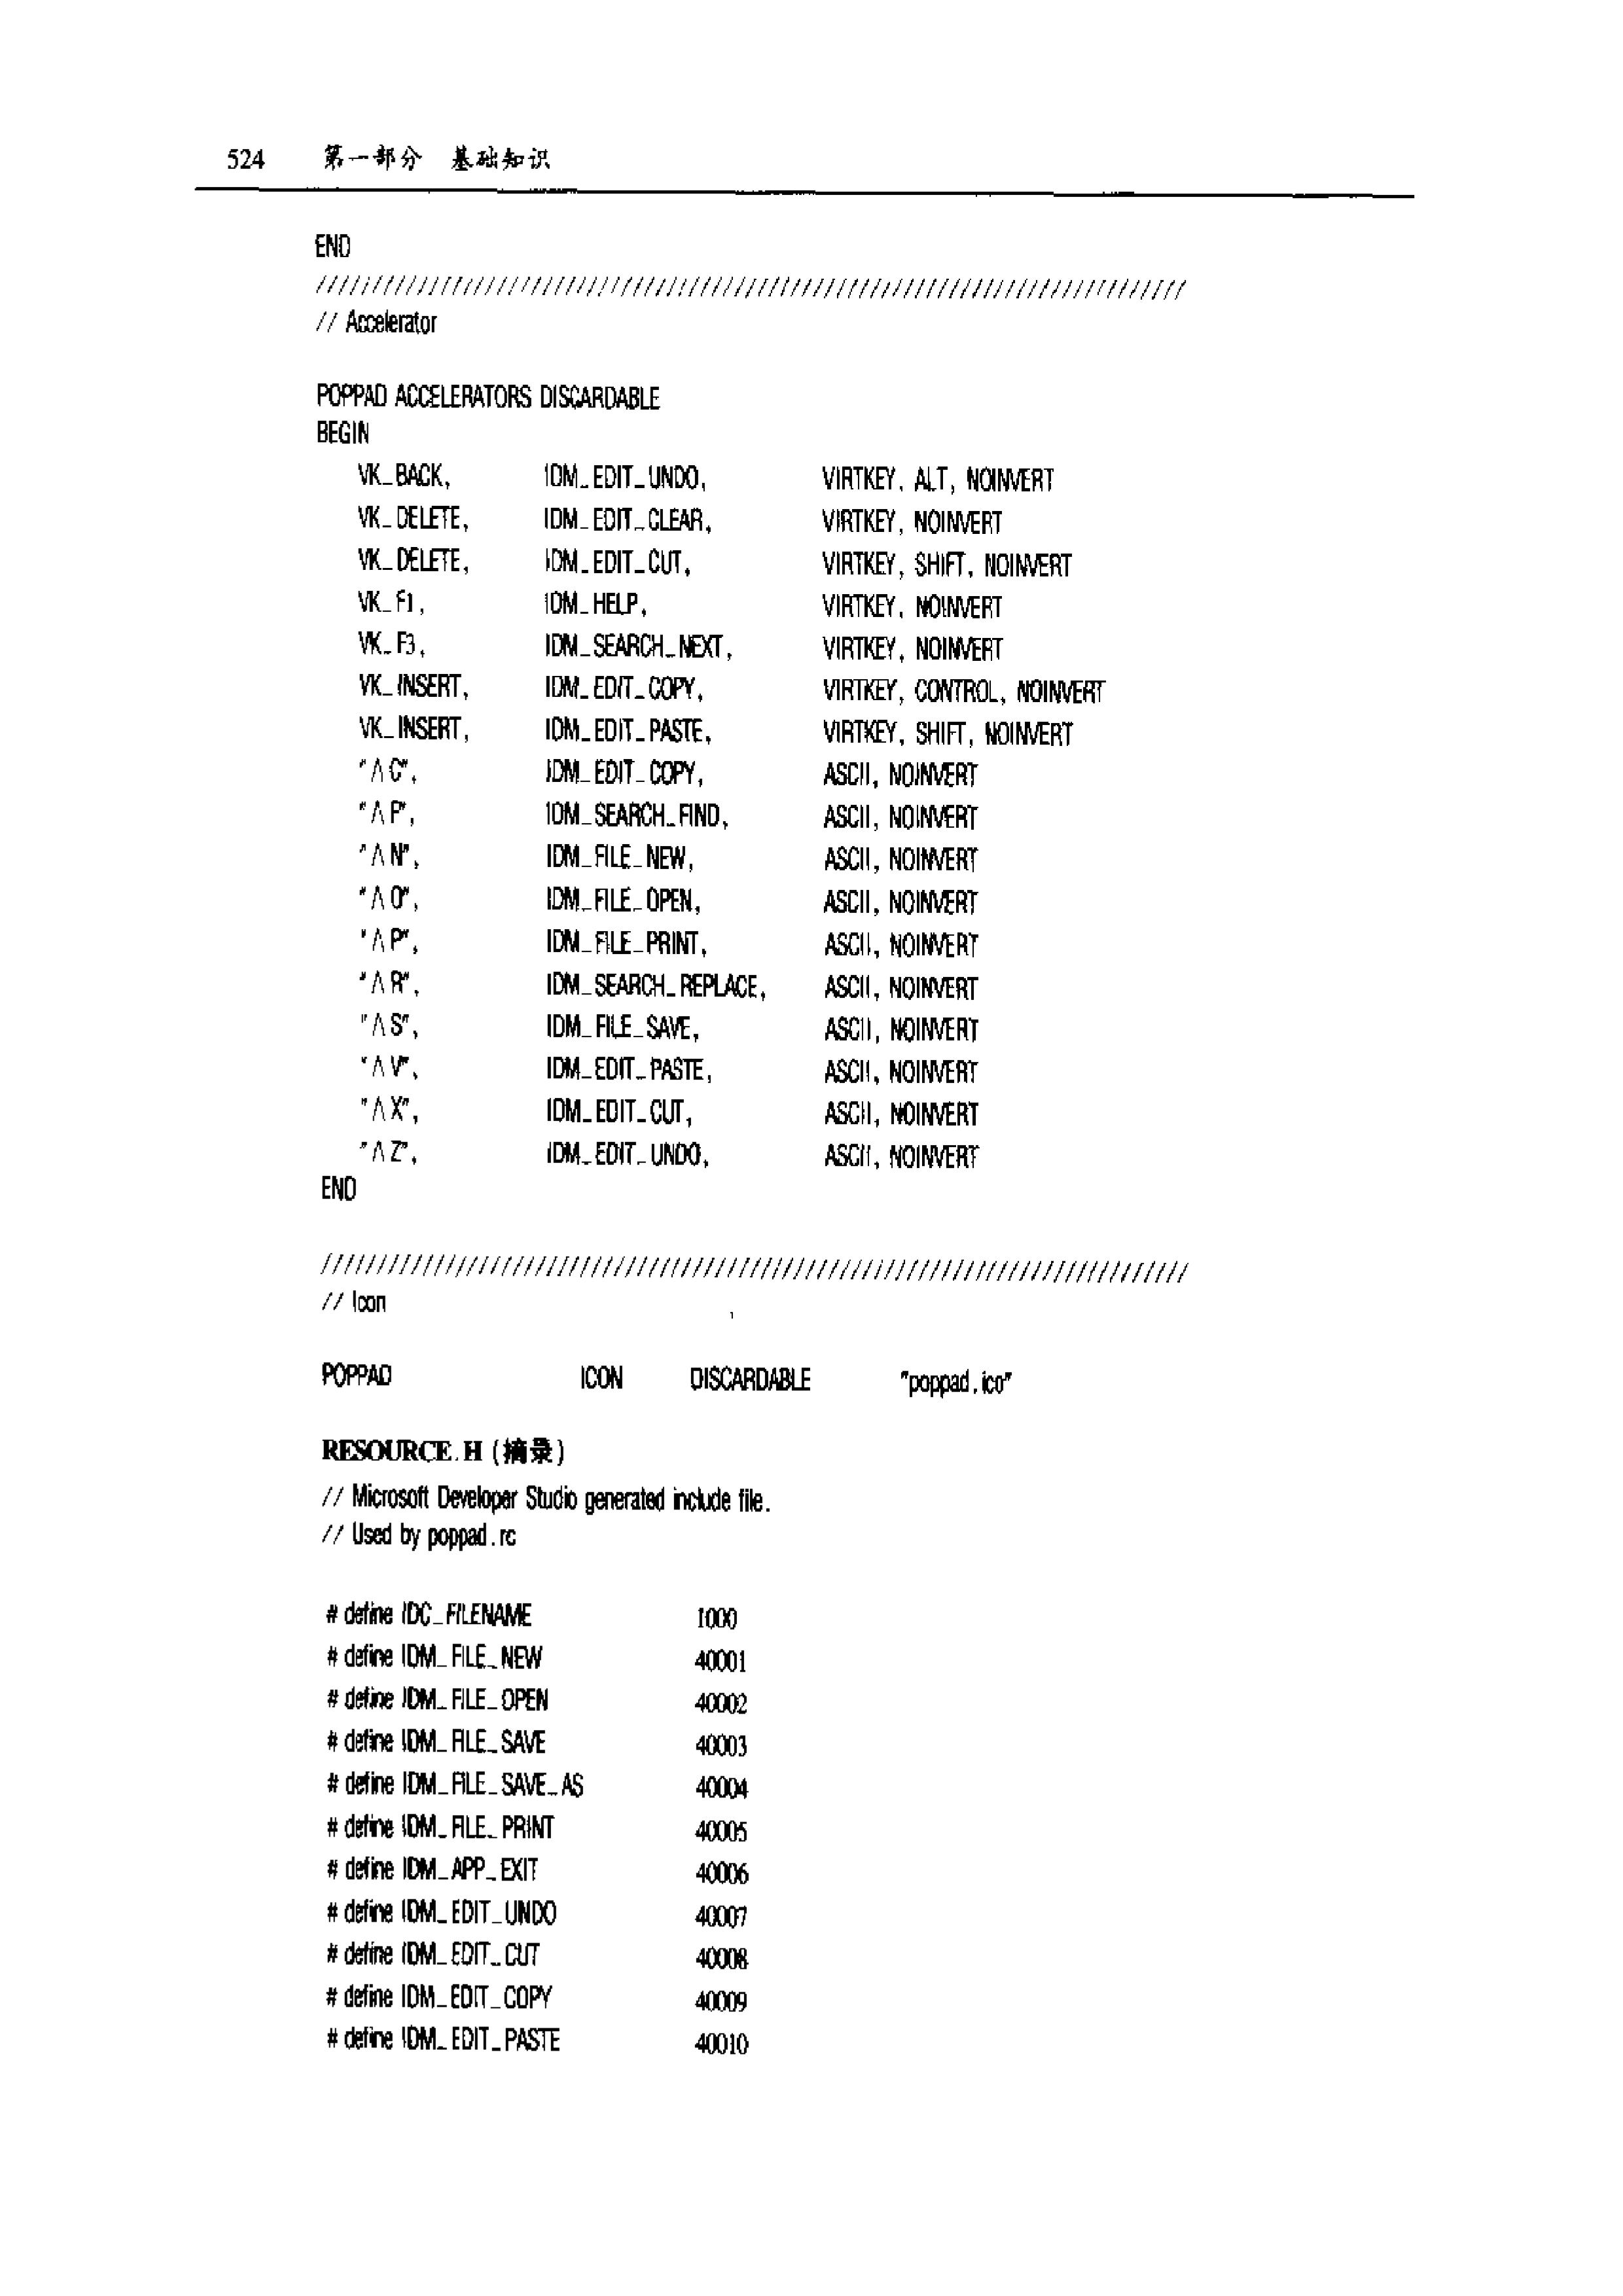 524 第一部分 基础知识
END
/////////////////////////////////////////////////////////////////////////////
// Accelerator
POPPAD ACCELERATORS DISCARDABLE
BEGIN
VK_BACK, IDM_EDIT_UNDO, VIRTKEY, ALT, NOINVERT
VK_DELETE, IDM_EDIT_CLEAR, VIRTKEY, NOINVERT
VK_DELETE, IDM_EDIT_CUT, VIRTKEY, SHIFT, NOINVERT
VK_F1, IDM_HELP, VIRTKEY, NOINVERT
VK_F3, IDM_SEARCH_NEXT, VIRTKEY, NOINVERT
VK_INSERT, IDM_EDIT_COPY, VIRTKEY, CONTROL, NOINVERT
VK_INSERT, IDM_EDIT_PASTE, VIRTKEY, SHIFT, NOINVERT
"∧C", IDM_EDIT_COPY, ASCII, NOINVERT
"∧F", IDM_SEARCH_FIND, ASCII, NOINVERT
"∧N", IDM_FILE_NEW, ASCII, NOINVERT
"∧O", IDM_FILE_OPEN, ASCII, NOINVERT
"∧P", IDM_FILE_PRINT, ASCII, NOINVERT
"∧R", IDM_SEARCH_REPLACE, ASCII, NOINVERT
"∧S", IDM_FILE_SAVE, ASCII, NOINVERT
"∧V", IDM_EDIT_PASTE, ASCII, NOINVERT
"∧X", IDM_EDIT_CUT, ASCII, NOINVERT
"∧Z", IDM_EDIT_UNDO, ASCII, NOINVERT
END
/////////////////////////////////////////////////////////////////////////////
// Icon
POPPAD ICON DISCARDABLE "poppad.ico"
RESOURCE.H (摘录)
// Microsoft Developer Studio generated include file.
// Used by poppad.rc
# define IDC_FILENAME 1000
# define IDM_FILE_NEW 40001
# define IDM_FILE_OPEN 40002
# define IDM_FILE_SAVE 40003
# define IDM_FILE_SAVE_AS 40004
# define IDM_FILE_PRINT 40005
# define IDM_APP_EXIT 40006
# define IDM_EDIT_UNDO 40007
# define IDM_EDIT_CUT 40008
# define IDM_EDIT_COPY 40009
# define IDM_EDIT_PASTE 40010